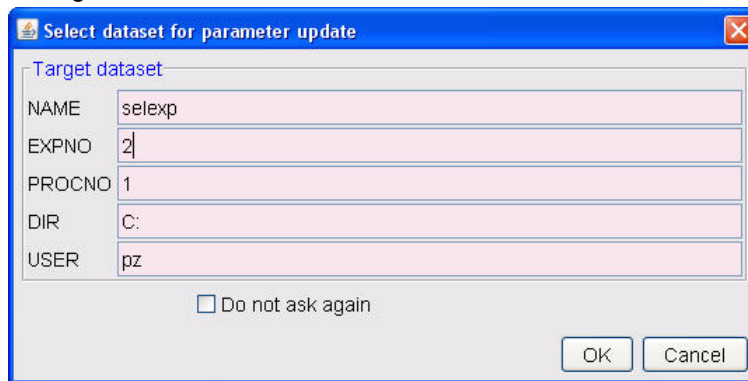 Select dataset for parameter update
Target dataset
NAME selexp
EXPNO 2
PROCNO 1
DIR C:
USER pz
Do not ask again
OK Cancel